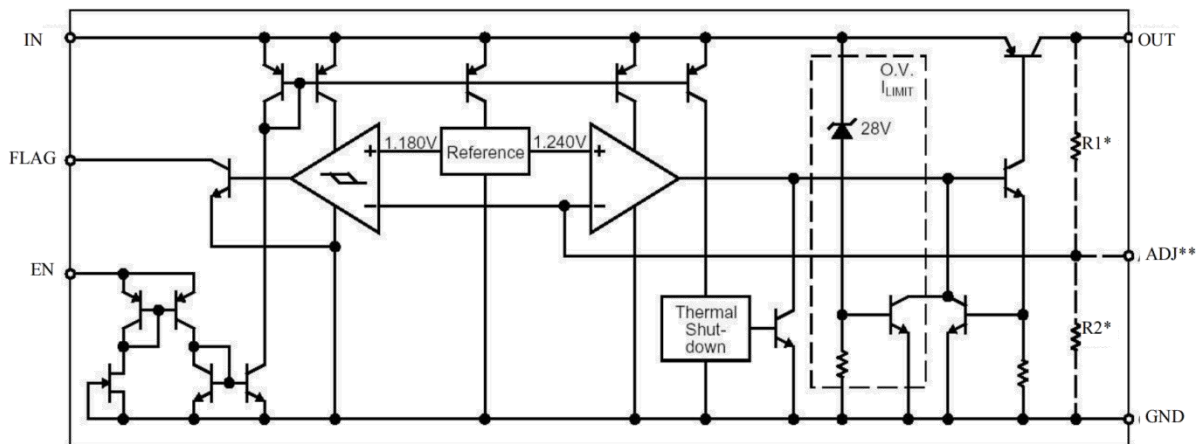 IN
OUT
O.V.
ILIMIT
28V
1.180V
Reference
1.240V
FLAG
R1*
EN
ADJ**
Thermal
Shut-
down
R2*
GND